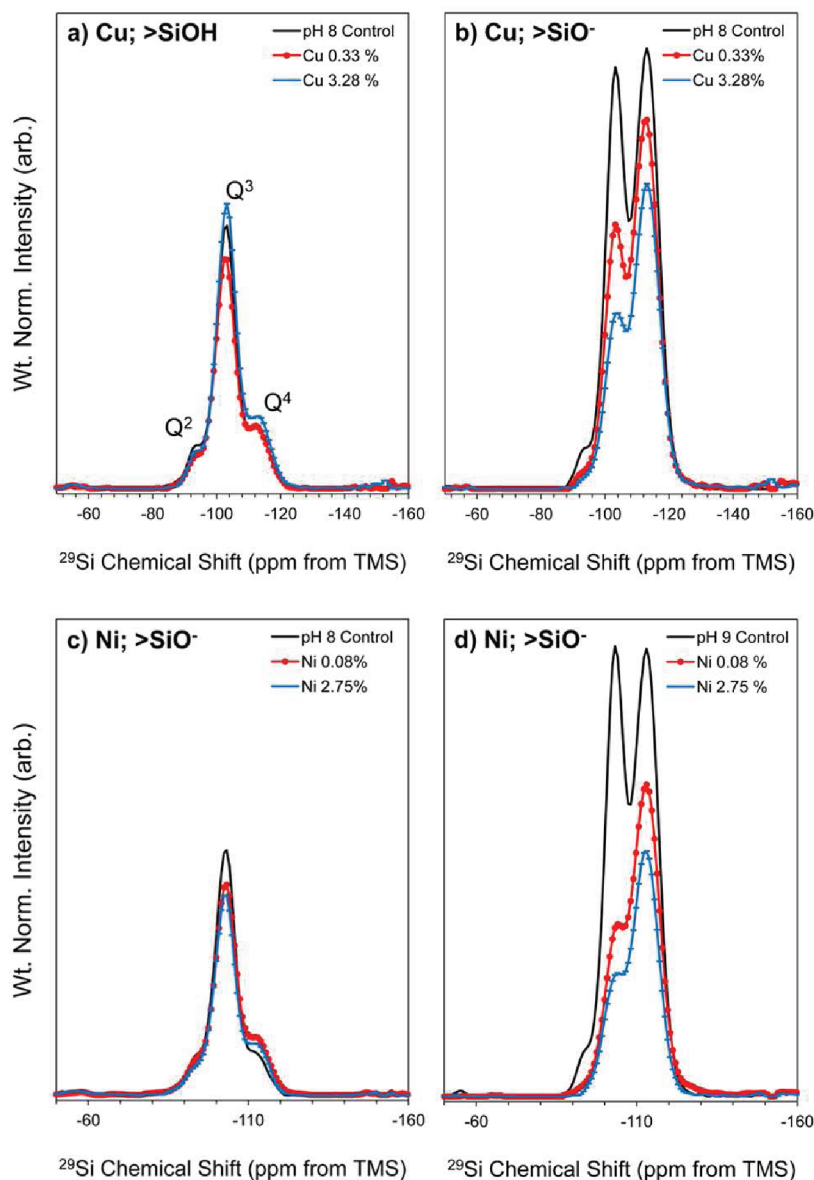 a) Cu; >SiOH
pH 8 Control
Cu 0.33 %
Cu 3.28 %
Q³
Q²
Q⁴
Wt. Norm. Intensity (arb.)
-60 -80 -100 -120 -140 -160
²⁹Si Chemical Shift (ppm from TMS)
b) Cu; >SiO⁻
pH 8 Control
Cu 0.33%
Cu 3.28%
-60 -80 -100 -120 -140 -160
²⁹Si Chemical Shift (ppm from TMS)
c) Ni; >SiO⁻
pH 8 Control
Ni 0.08%
Ni 2.75%
Wt. Norm. Intensity (arb.)
-60 -110 -160
²⁹Si Chemical Shift (ppm from TMS)
d) Ni; >SiO⁻
pH 9 Control
Ni 0.08 %
Ni 2.75 %
-60 -110 -160
²⁹Si Chemical Shift (ppm from TMS)